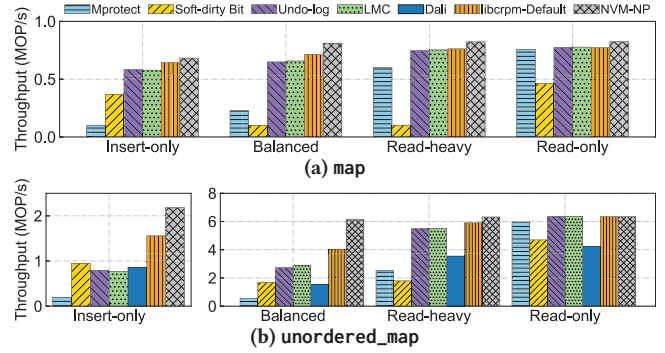 Mprotect Soft-dirty Bit Undo-log LMC Dali libcrpm-Default NVM-NP
Throughput (MOP/s)
1.0
0.5
0.0
Insert-only Balanced Read-heavy Read-only
(a) map
Throughput (MOP/s)
2
1
0
8
6
4
2
0
Insert-only Balanced Read-heavy Read-only
(b) unordered_map